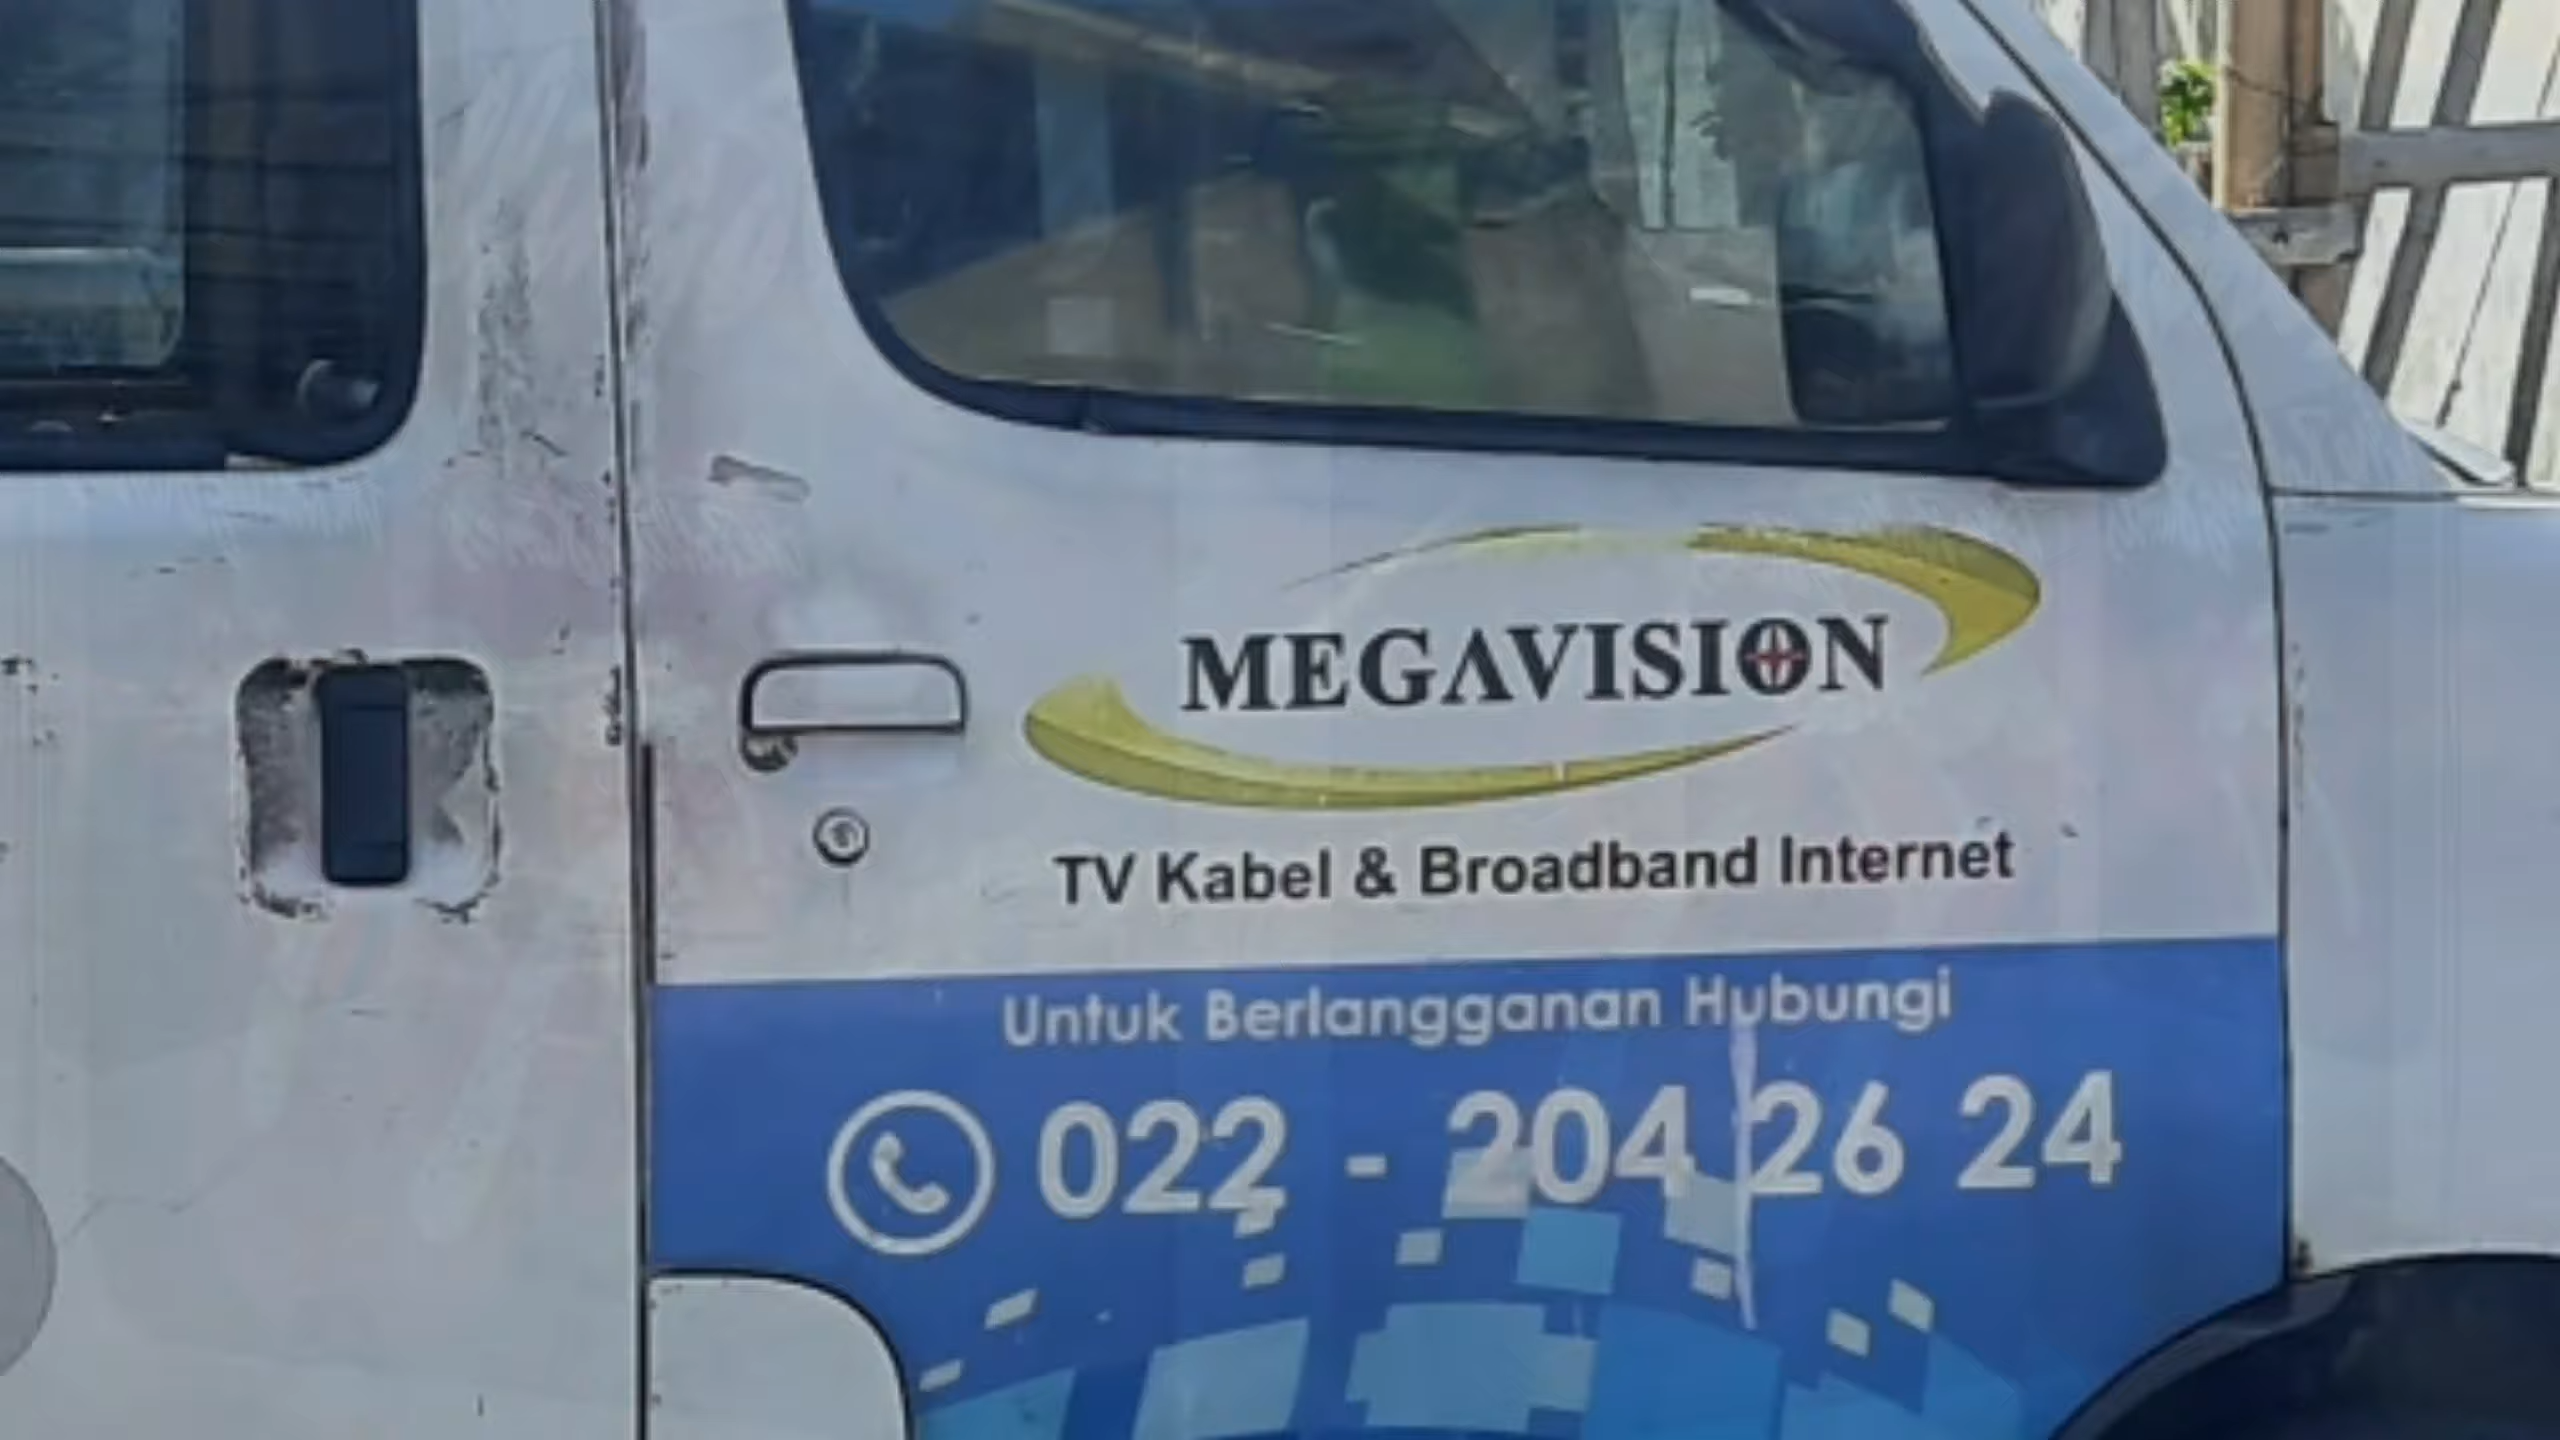 MEGAVISION
TV Kabel & Broadband Internet
Untuk Berlangganan Hubungi
022 - 204 26 24